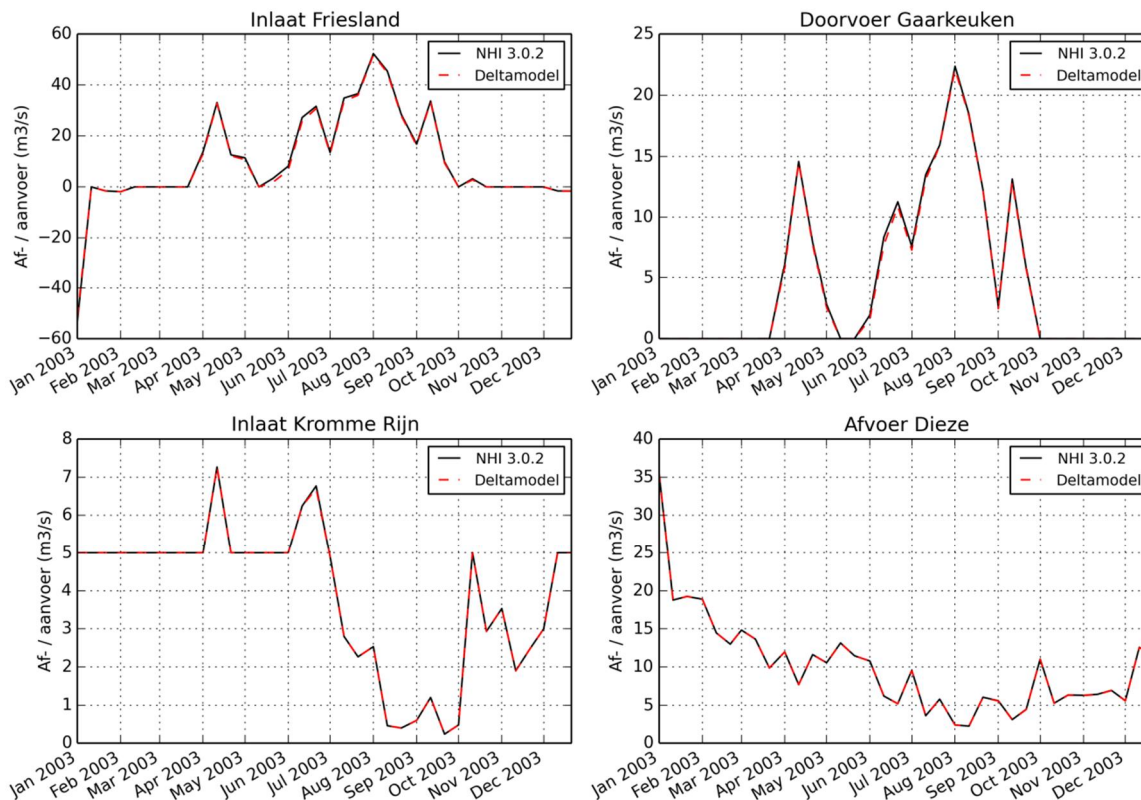 Inlaat Friesland
60
40
20
0
−20
−40
−60
Af- / aanvoer (m3/s)
NHI 3.0.2
Deltamodel
Jan 2003
Feb 2003
Mar 2003
Apr 2003
May 2003
Jun 2003
Jul 2003
Aug 2003
Sep 2003
Oct 2003
Nov 2003
Dec 2003
Doorvoer Gaarkeuken
25
20
15
10
5
0
Af- / aanvoer (m3/s)
NHI 3.0.2
Deltamodel
Jan 2003
Feb 2003
Mar 2003
Apr 2003
May 2003
Jun 2003
Jul 2003
Aug 2003
Sep 2003
Oct 2003
Nov 2003
Dec 2003
Inlaat Kromme Rijn
8
7
6
5
4
3
2
1
0
Af- / aanvoer (m3/s)
NHI 3.0.2
Deltamodel
Jan 2003
Feb 2003
Mar 2003
Apr 2003
May 2003
Jun 2003
Jul 2003
Aug 2003
Sep 2003
Oct 2003
Nov 2003
Dec 2003
Afvoer Dieze
40
35
30
25
20
15
10
5
0
Af- / aanvoer (m3/s)
NHI 3.0.2
Deltamodel
Jan 2003
Feb 2003
Mar 2003
Apr 2003
May 2003
Jun 2003
Jul 2003
Aug 2003
Sep 2003
Oct 2003
Nov 2003
Dec 2003